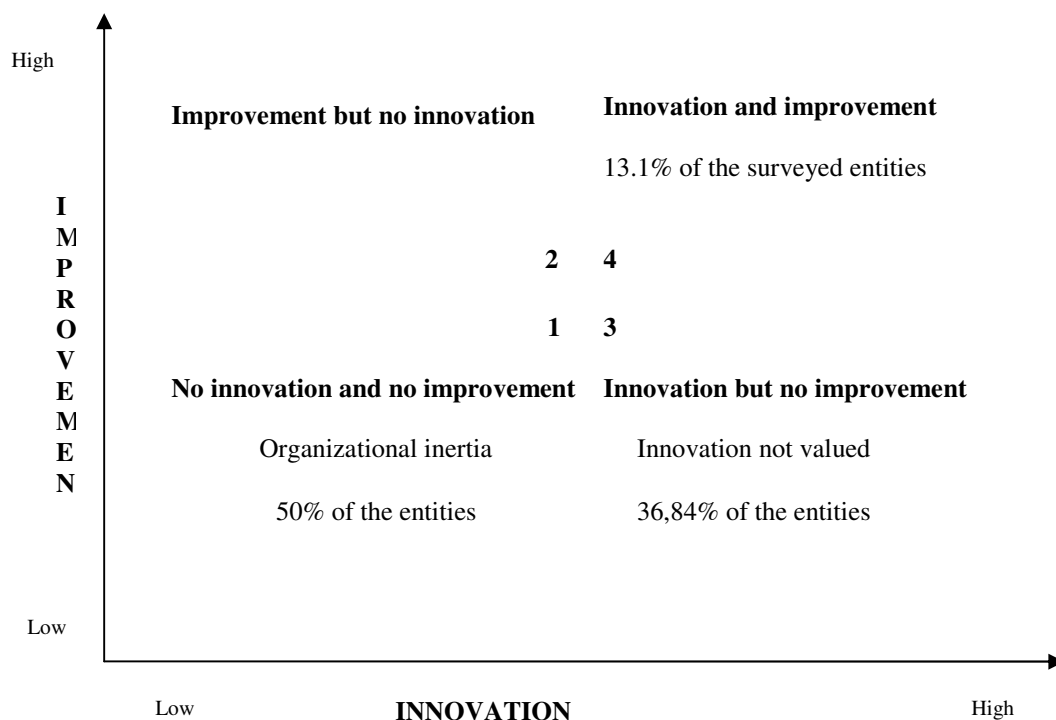 High
Improvement but no innovation
Innovation and improvement
13.1% of the surveyed entities
I
M
P
R
O
V
E
M
E
N
2 4
1 3
No innovation and no improvement
Innovation but no improvement
Organizational inertia
Innovation not valued
50% of the entities
36,84% of the entities
Low
Low
INNOVATION
High